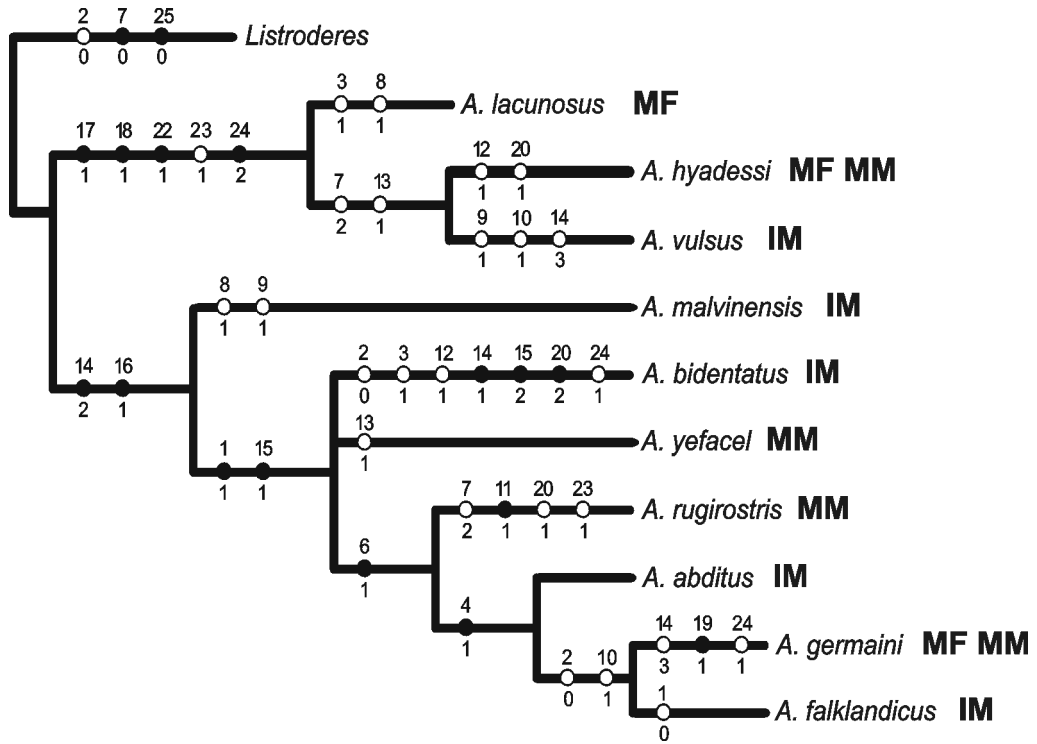 2 7 25
Listroderes
0 0 0
3 8
A. lacunosus MF
1 1
17 18 22 23 24
1 1 1 1 2
12 20
A. hyadessi MF MM
1 1
7 13
2 1
9 10 14
A. vulsus IM
1 1 3
8 9
A. malvinensis IM
1 1
14 16
2 1
2 3 12 14 15 20 24
A. bidentatus IM
0 1 1 1 2 2 1
13
A. yefacel MM
1
1 15
1 1
7 11 20 23
A. rugirostris MM
2 1 1 1
6
1
A. abditus IM
4
1
14 19 24
A. germaini MF MM
3 1 1
2 10
0 1
1
A. falklandicus IM
0